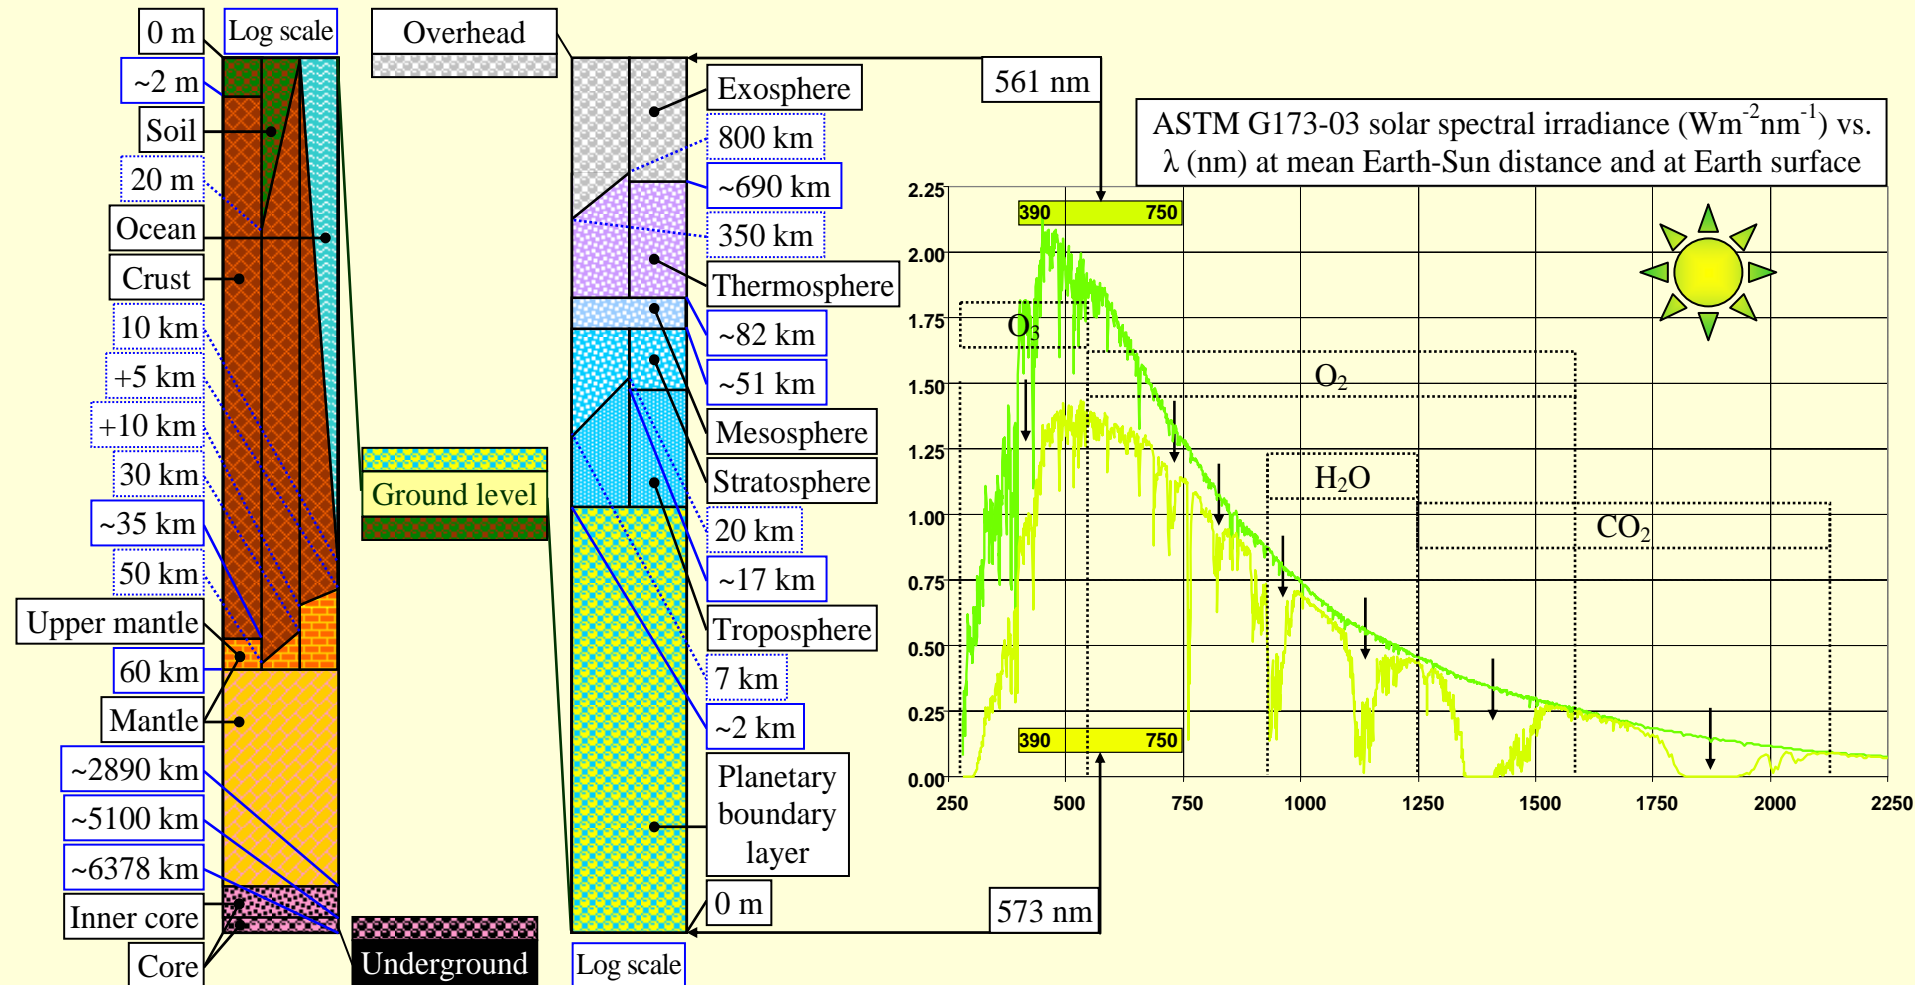 0 m
Log scale
~2 m
Soil
20 m
Ocean
Crust
10 km
+5 km
+10 km
30 km
~35 km
50 km
Upper mantle
60 km
Mantle
~2890 km
~5100 km
~6378 km
Inner core
Core
Underground
Ground level
Overhead
Exosphere
800 km
~690 km
350 km
Thermosphere
~82 km
~51 km
Mesosphere
Stratosphere
20 km
~17 km
Troposphere
7 km
~2 km
Planetary
boundary
layer
0 m
Log scale
561 nm
573 nm
ASTM G173-03 solar spectral irradiance (Wm⁻²nm⁻¹) vs.
λ (nm) at mean Earth-Sun distance and at Earth surface
2.25
2.00
1.75
1.50
1.25
1.00
0.75
0.50
0.25
0.00
390 750
O₃
O₂
H₂O
CO₂
390 750
250 500 750 1000 1250 1500 1750 2000 2250